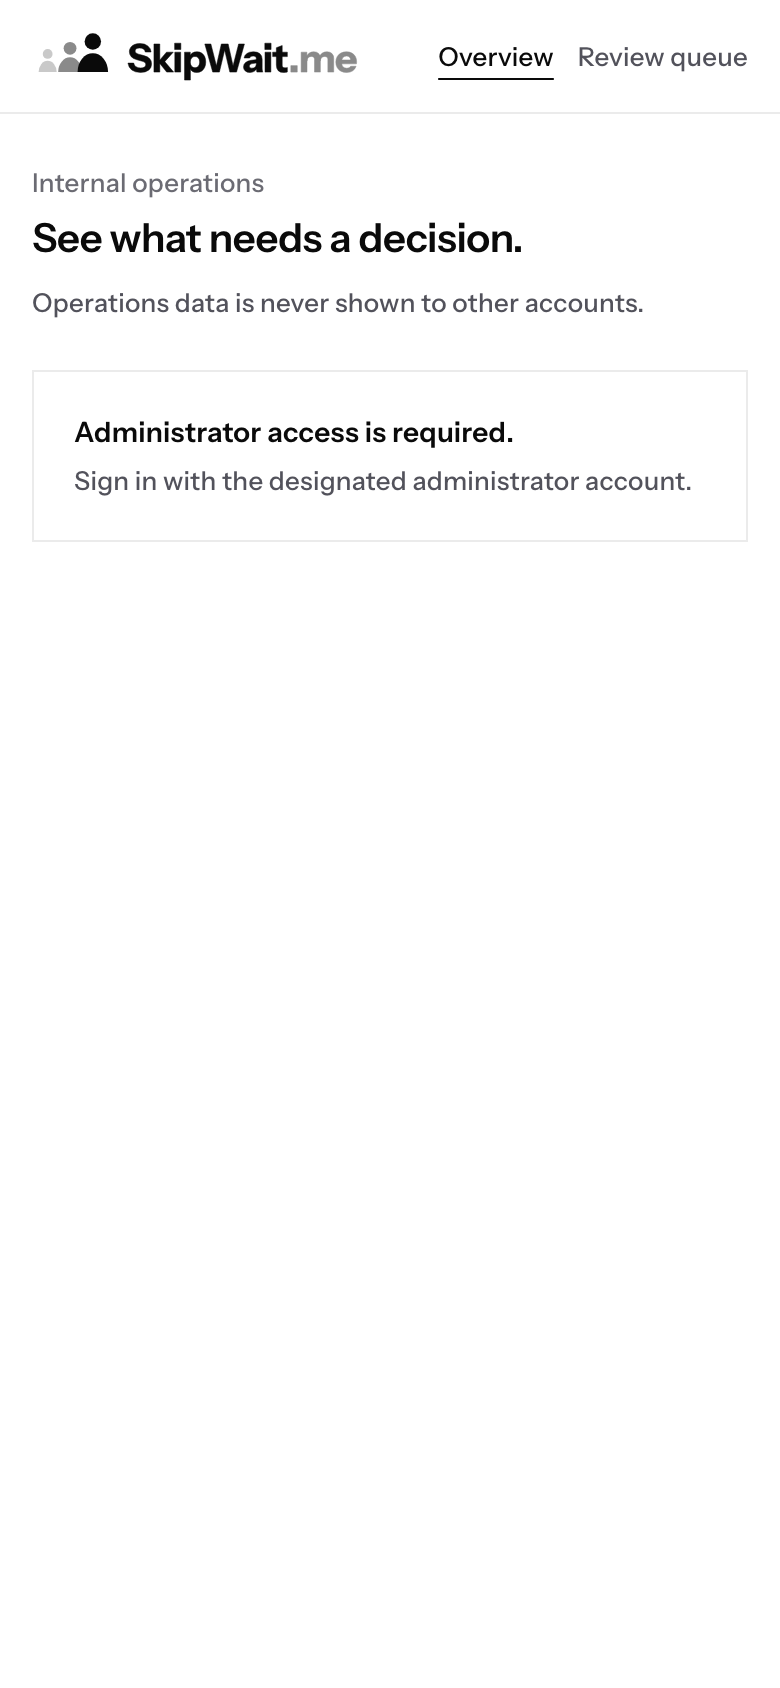 SkipWait.me
Overview
Review queue
Internal operations
See what needs a decision.
Operations data is never shown to other accounts.
Administrator access is required.
Sign in with the designated administrator account.